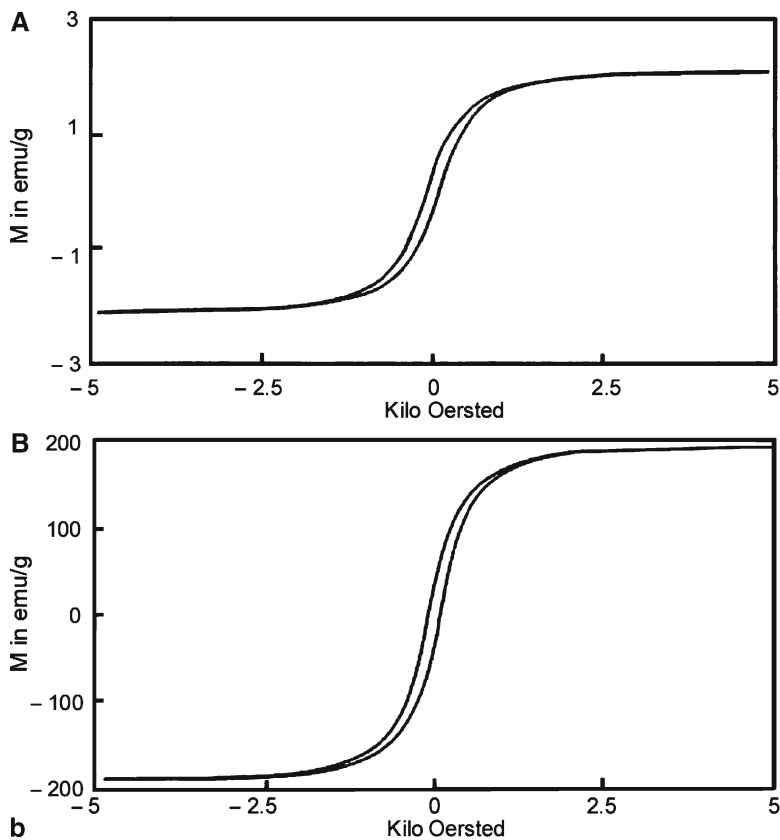 A
3
1
– 1
– 3
M in emu/g
– 5
– 2.5
0
2.5
5
Kilo Oersted
B
200
100
0
– 100
– 200
M in emu/g
– 5
– 2.5
0
2.5
5
Kilo Oersted
b